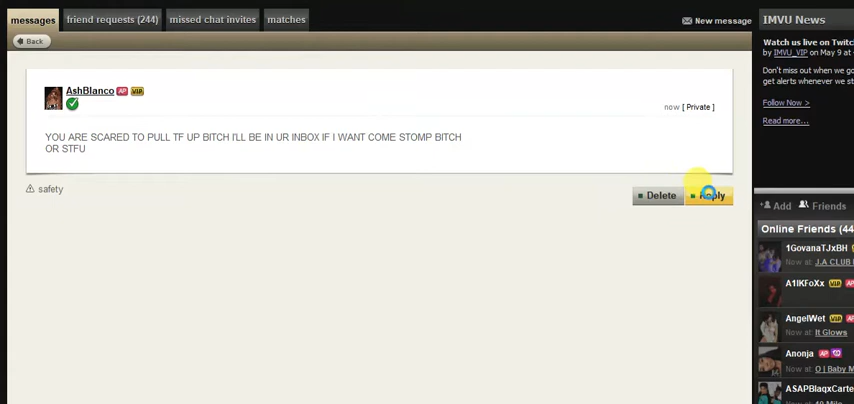 messages friend requests (244) missed chat invites matches New message
IMVU News
Back
Watch us live on Twitch
by IMVU_VIP on May 9 at
Don't miss out when we go
get alerts whenever we st
Follow Now >
Read more...
AshBlanco AP VIP
now [ Private ]
YOU ARE SCARED TO PULL TF UP BITCH I'LL BE IN UR INBOX IF I WANT COME STOMP BITCH
OR STFU
safety
Delete Reply
Add Friends
Online Friends (44
1GovanaTJxBH
Now at: J.A CLUB
A1IKFoXx VIP AP
AngelWet VIP AP
Now at: It Glows
Anonja AP
Now at: O | Baby M
ASAPBlaqxCarte